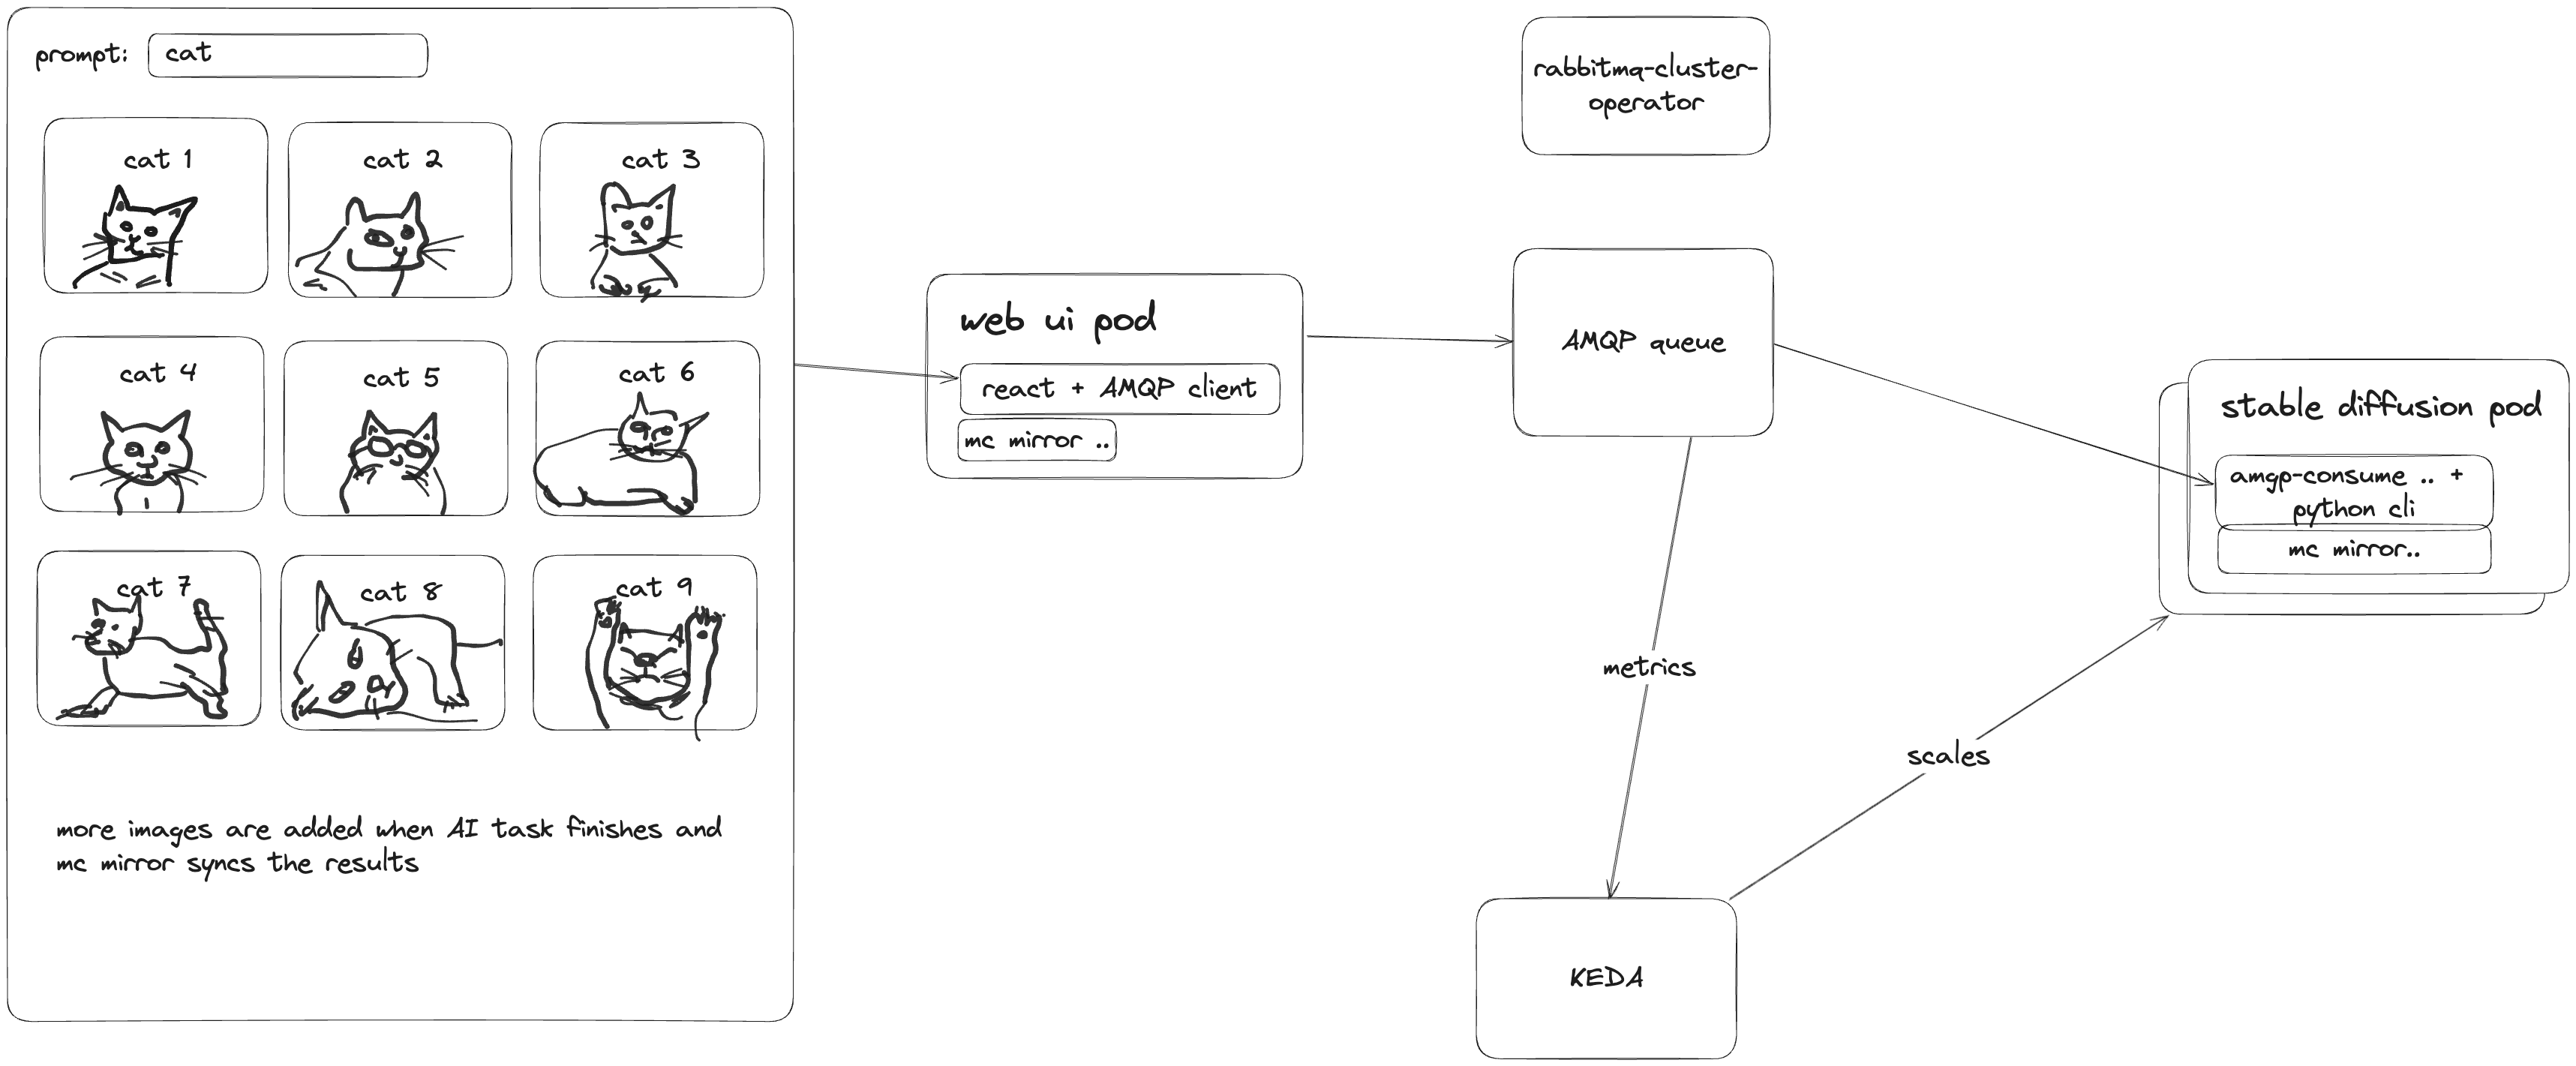 prompt: cat
cat 1
cat 2
cat 3
cat 4
cat 5
cat 6
cat 7
cat 8
cat 9
more images are added when AI task finishes and
mc mirror syncs the results
web ui pod
react + AMQP client
mc mirror ..
rabbitmq-cluster-
operator
AMQP queue
metrics
KEDA
scales
stable diffusion pod
amqp-consume .. +
python cli
mc mirror..